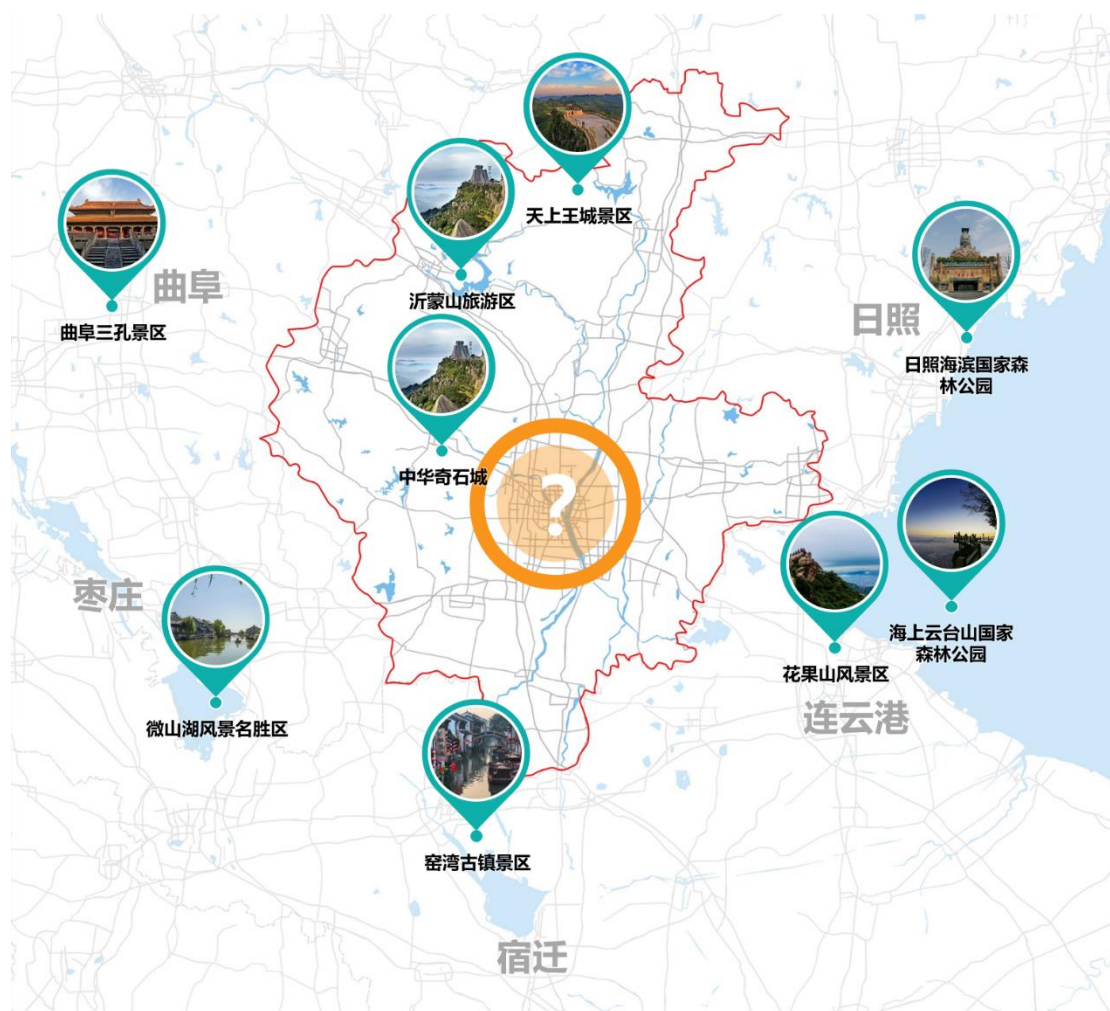 天上王城景区
沂蒙山旅游区
曲阜
曲阜三孔景区
日照
日照海滨国家森
林公园
中华奇石城
?
枣庄
海上云台山国家
森林公园
花果山风景区
连云港
微山湖风景名胜区
窑湾古镇景区
宿迁